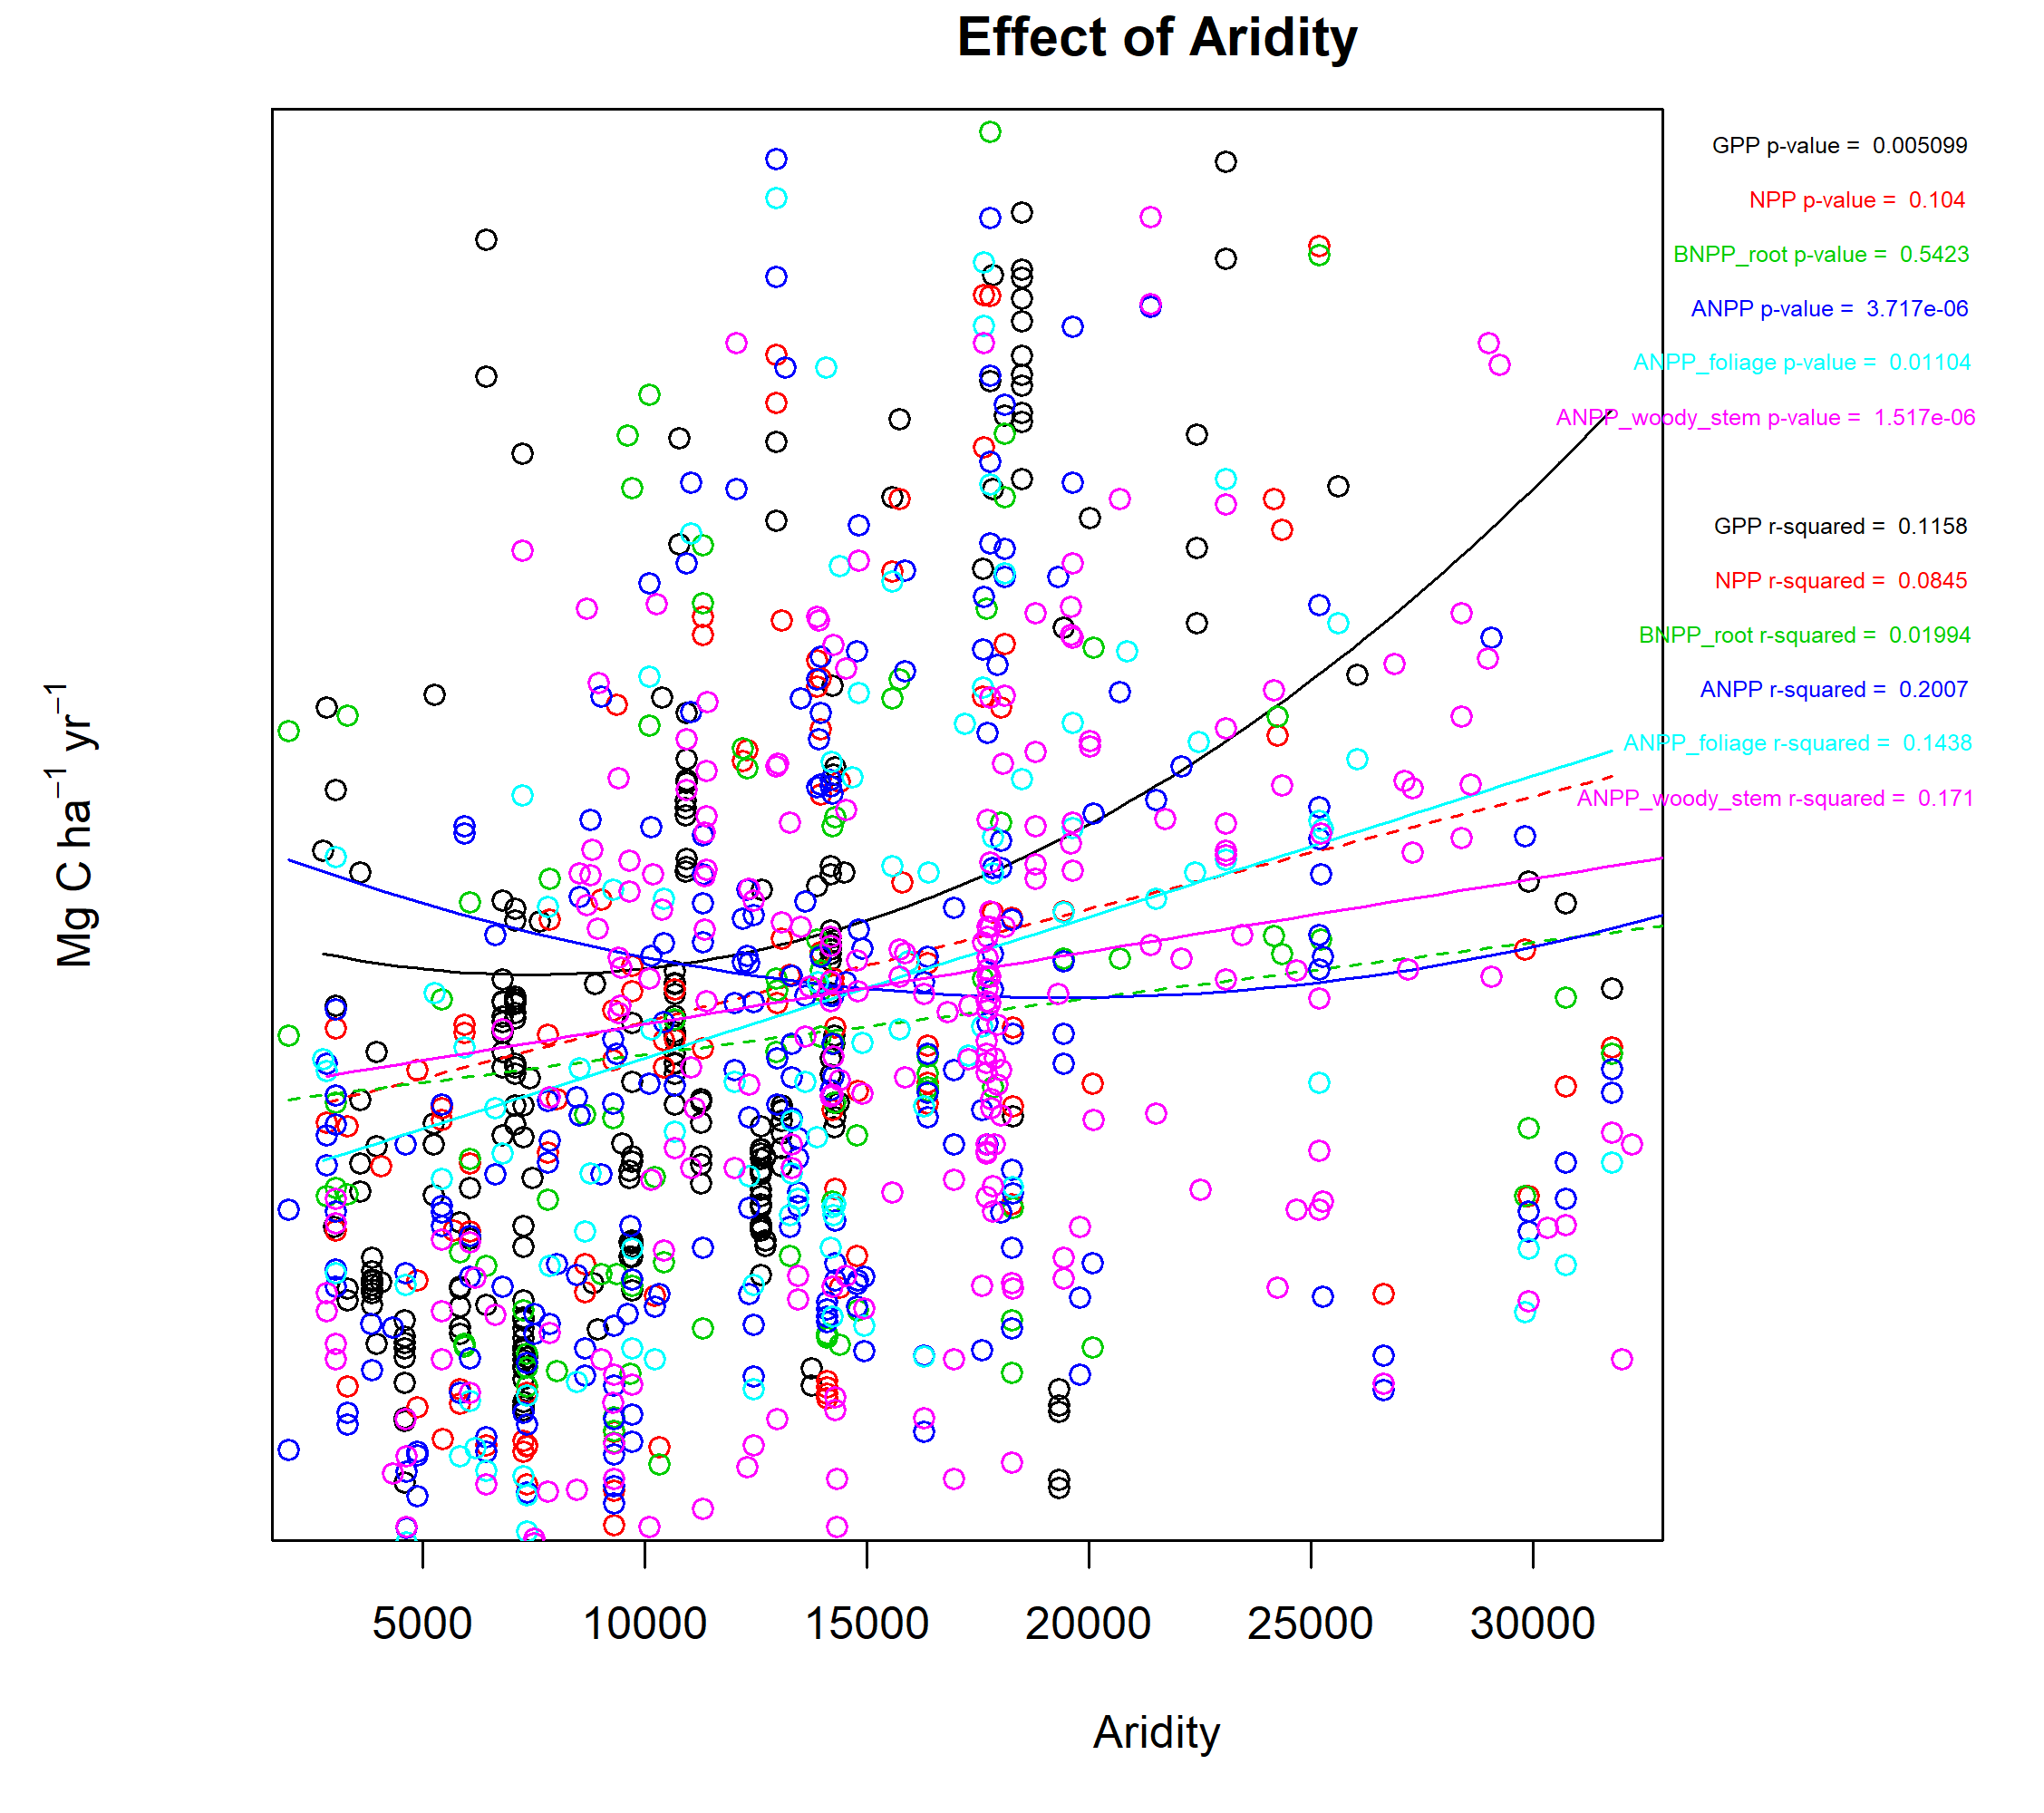 Effect of Aridity
GPP p-value = 0.005099
NPP p-value = 0.104
BNPP_root p-value = 0.5423
ANPP p-value = 3.717e-06
ANPP_foliage p-value = 0.01104
ANPP_woody_stem p-value = 1.517e-06
GPP r-squared = 0.1158
NPP r-squared = 0.0845
BNPP_root r-squared = 0.01994
ANPP r-squared = 0.2007
ANPP_foliage r-squared = 0.1438
ANPP_woody_stem r-squared = 0.171
Mg C ha⁻¹ yr⁻¹
5000 10000 15000 20000 25000 30000
Aridity